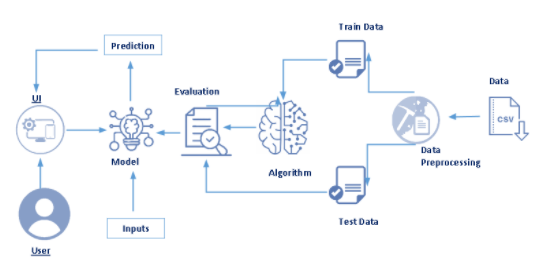 Train Data
Prediction
Data
Evaluation
UI
CSV
Model
Algorithm
Data
Preprocessing
Test Data
Inputs
User